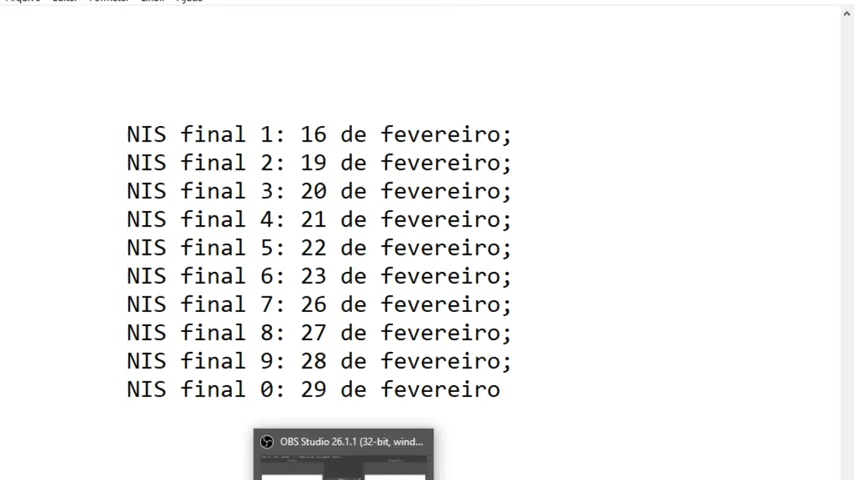 NIS final 1: 16 de fevereiro;
NIS final 2: 19 de fevereiro;
NIS final 3: 20 de fevereiro;
NIS final 4: 21 de fevereiro;
NIS final 5: 22 de fevereiro;
NIS final 6: 23 de fevereiro;
NIS final 7: 26 de fevereiro;
NIS final 8: 27 de fevereiro;
NIS final 9: 28 de fevereiro;
NIS final 0: 29 de fevereiro
OBS Studio 26.1.1 (32-bit, wind...